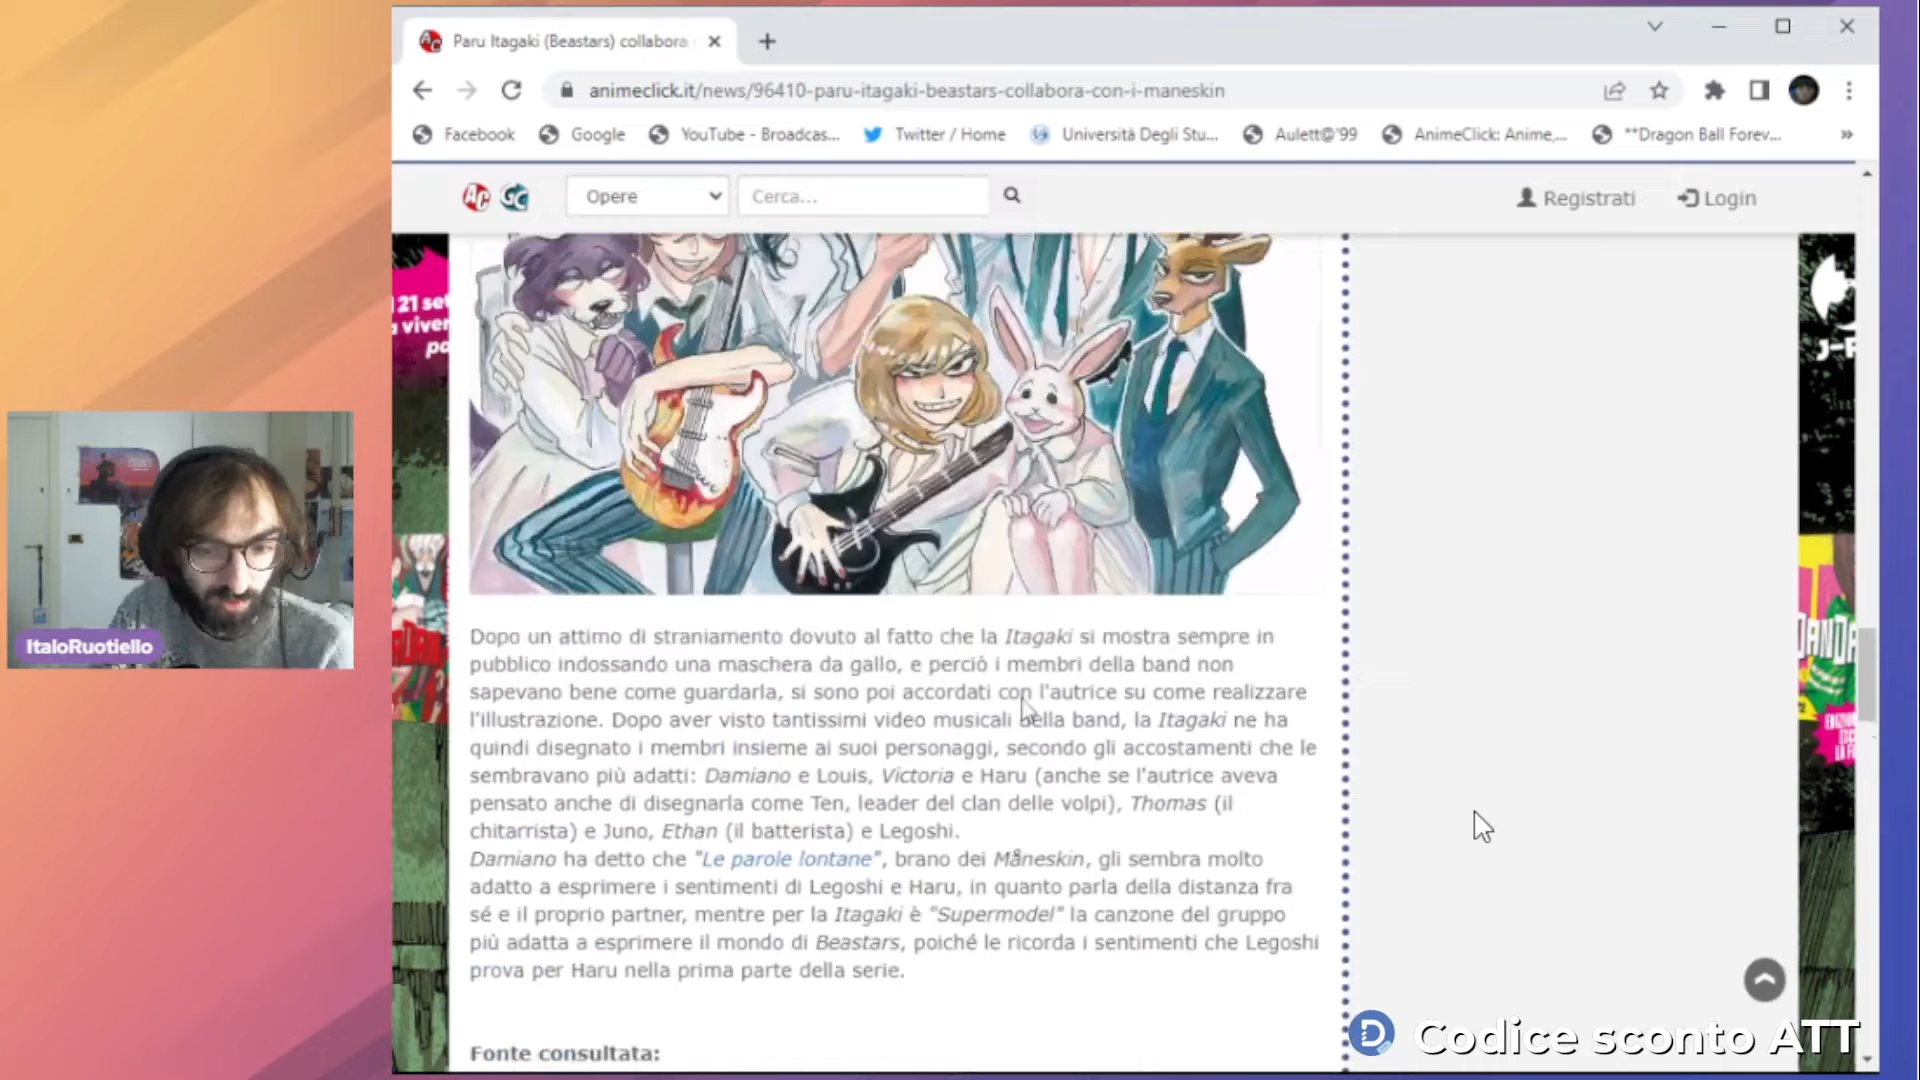 Paru Itagaki (Beastars) collabora
animeclick.it/news/96410-paru-itagaki-beastars-collabora-con-i-maneskin
Facebook
Google
YouTube - Broadcas...
Twitter / Home
Università Degli Stu...
Aulett@'99
AnimeClick: Anime,...
**Dragon Ball Forev...
»
AC
GC
Opere
Cerca...
Registrati
Login
21 set
a viver
pa
Dopo un attimo di straniamento dovuto al fatto che la Itagaki si mostra sempre in
pubblico indossando una maschera da gallo, e perciò i membri della band non
sapevano bene come guardarla, si sono poi accordati con l'autrice su come realizzare
l'illustrazione. Dopo aver visto tantissimi video musicali della band, la Itagaki ne ha
quindi disegnato i membri insieme ai suoi personaggi, secondo gli accostamenti che le
sembravano più adatti: Damiano e Louis, Victoria e Haru (anche se l'autrice aveva
pensato anche di disegnarla come Ten, leader del clan delle volpi), Thomas (il
chitarrista) e Juno, Ethan (il batterista) e Legoshi.
Damiano ha detto che "Le parole lontane", brano dei Måneskin, gli sembra molto
adatto a esprimere i sentimenti di Legoshi e Haru, in quanto parla della distanza fra
sé e il proprio partner, mentre per la Itagaki è "Supermodel" la canzone del gruppo
più adatta a esprimere il mondo di Beastars, poiché le ricorda i sentimenti che Legoshi
prova per Haru nella prima parte della serie.
Fonte consultata:
ItaloRuotiello
J-P
DANDA
D Codice sconto ATT